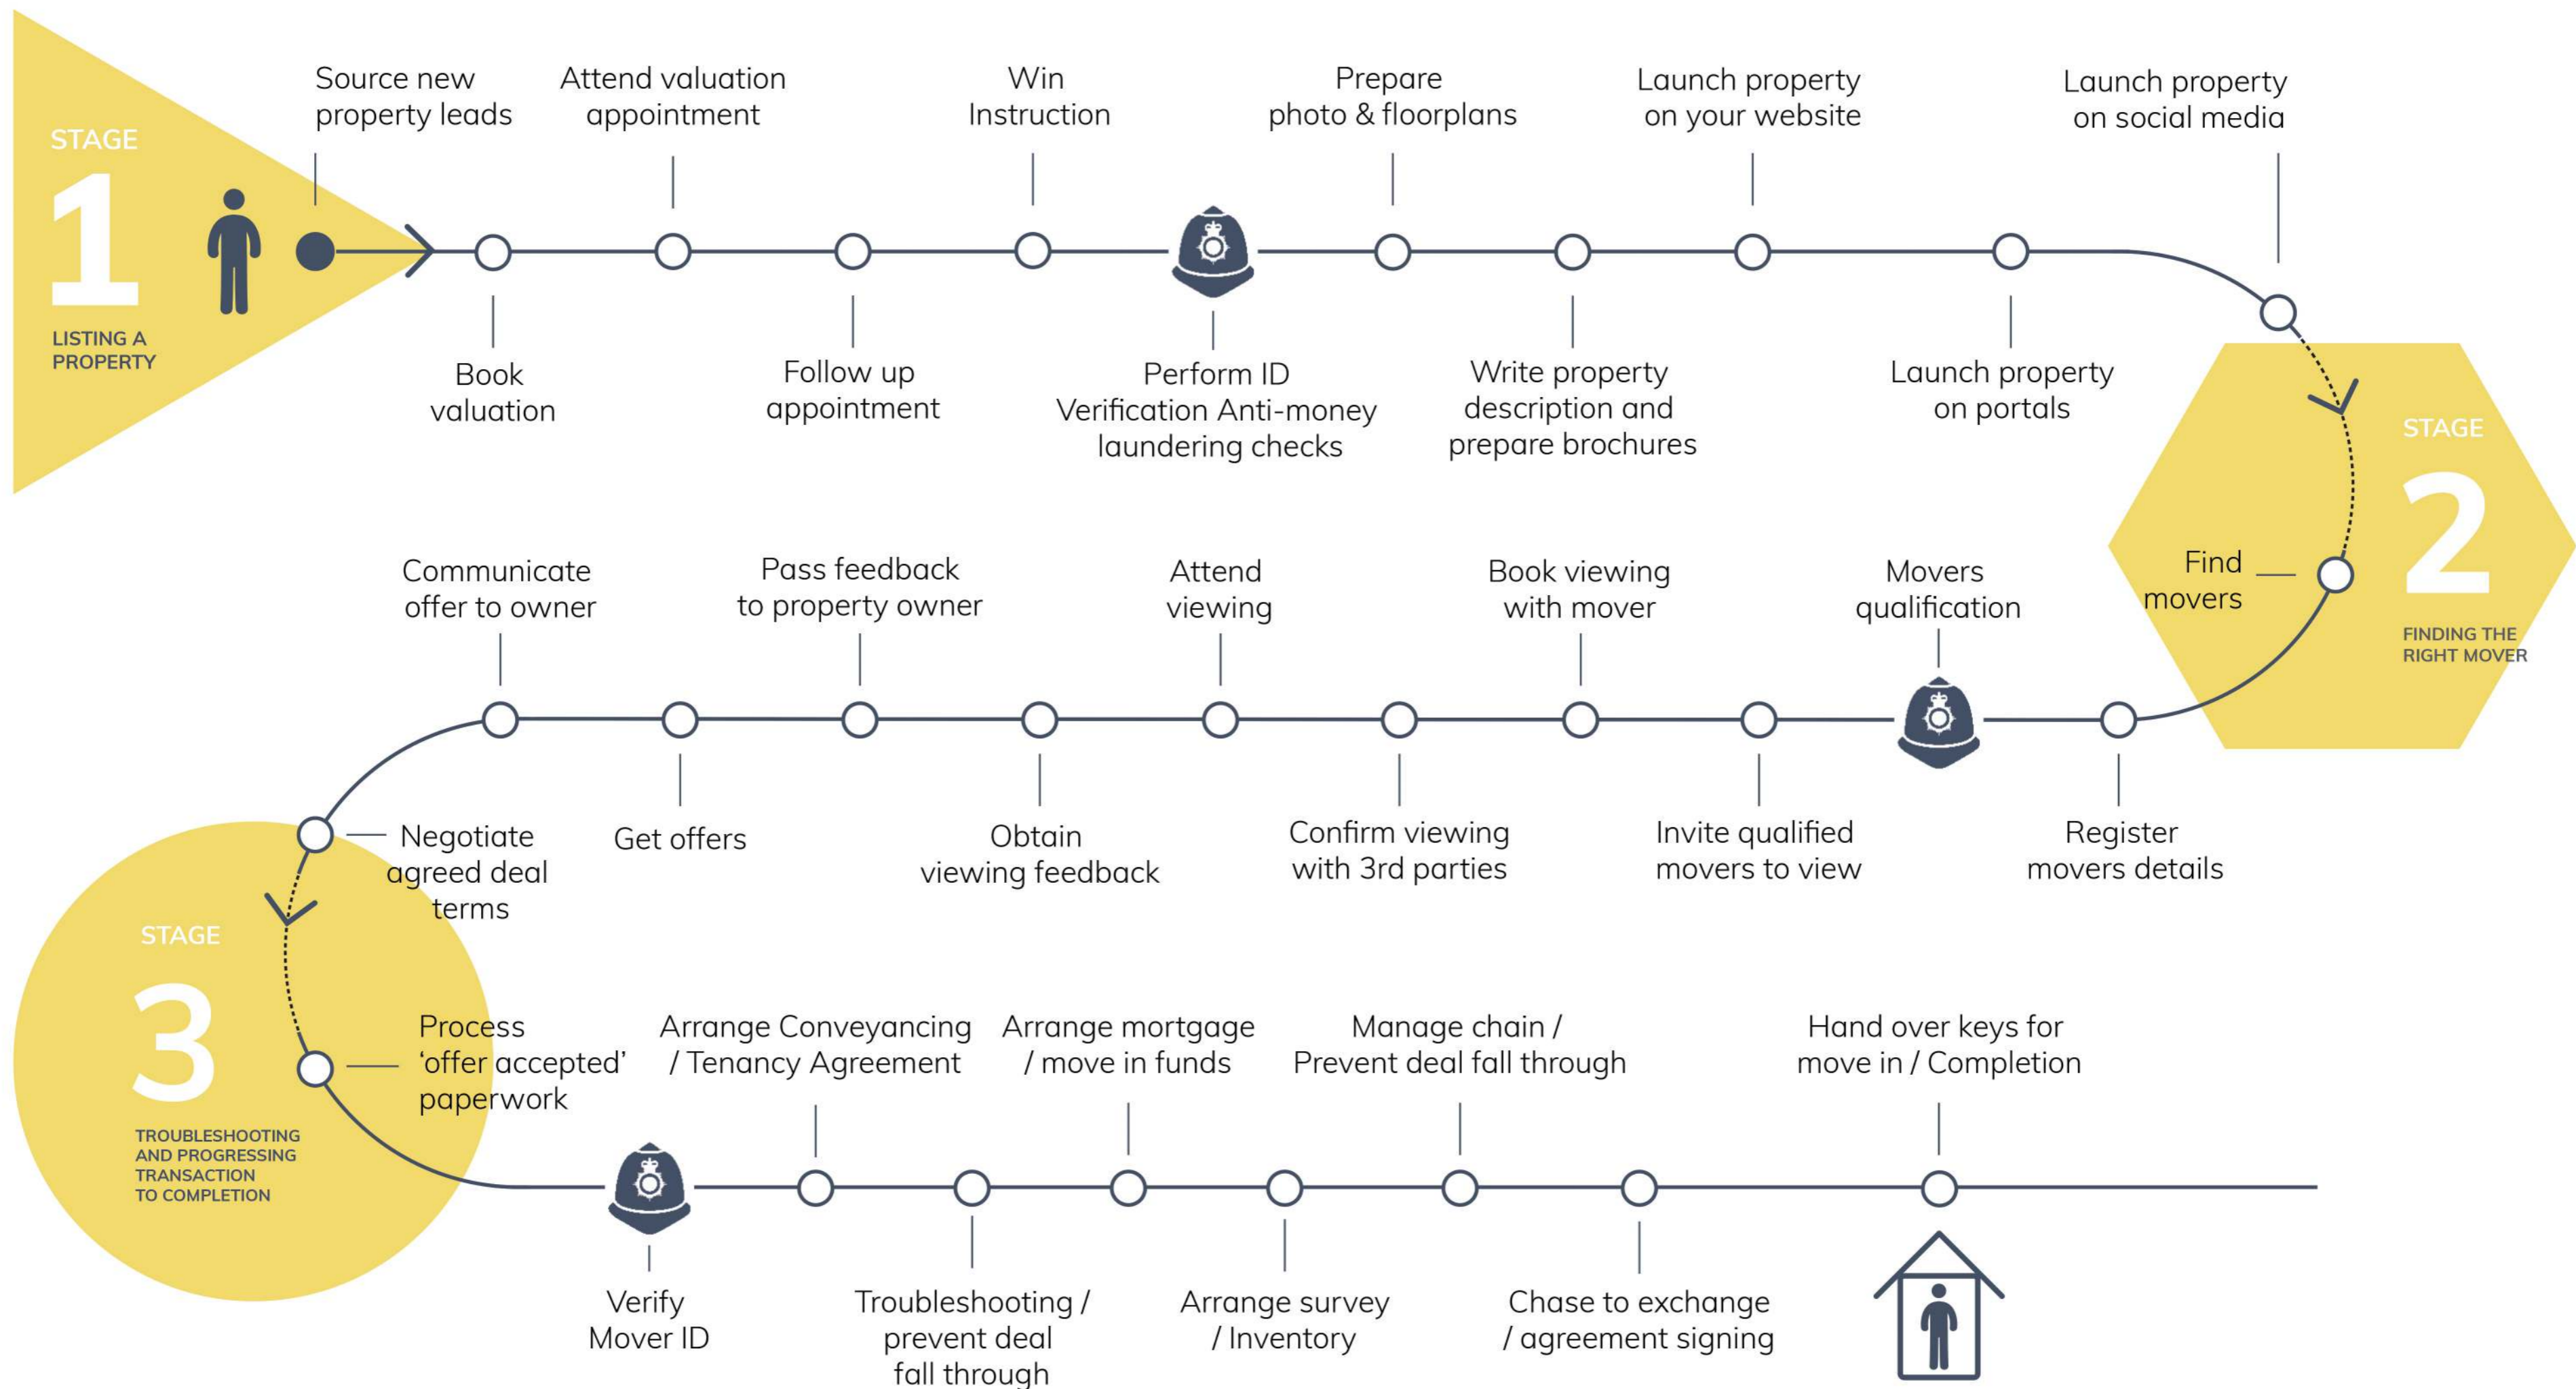 STAGE
1
LISTING A
PROPERTY
Source new
property leads
Book
valuation
Attend valuation
appointment
Follow up
appointment
Win
Instruction
Perform ID
Verification Anti-money
laundering checks
Prepare
photo & floorplans
Write property
description and
prepare brochures
Launch property
on your website
Launch property
on portals
Launch property
on social media
STAGE
2
FINDING THE
RIGHT MOVER
Find
movers
Register
movers details
Movers
qualification
Invite qualified
movers to view
Book viewing
with mover
Confirm viewing
with 3rd parties
Attend
viewing
Obtain
viewing feedback
Pass feedback
to property owner
Get offers
Communicate
offer to owner
Negotiate
agreed deal
terms
STAGE
3
TROUBLESHOOTING
AND PROGRESSING
TRANSACTION
TO COMPLETION
Process
‘offer accepted’
paperwork
Verify
Mover ID
Arrange Conveyancing
/ Tenancy Agreement
Troubleshooting /
prevent deal
fall through
Arrange mortgage
/ move in funds
Arrange survey
/ Inventory
Manage chain /
Prevent deal fall through
Chase to exchange
/ agreement signing
Hand over keys for
move in / Completion